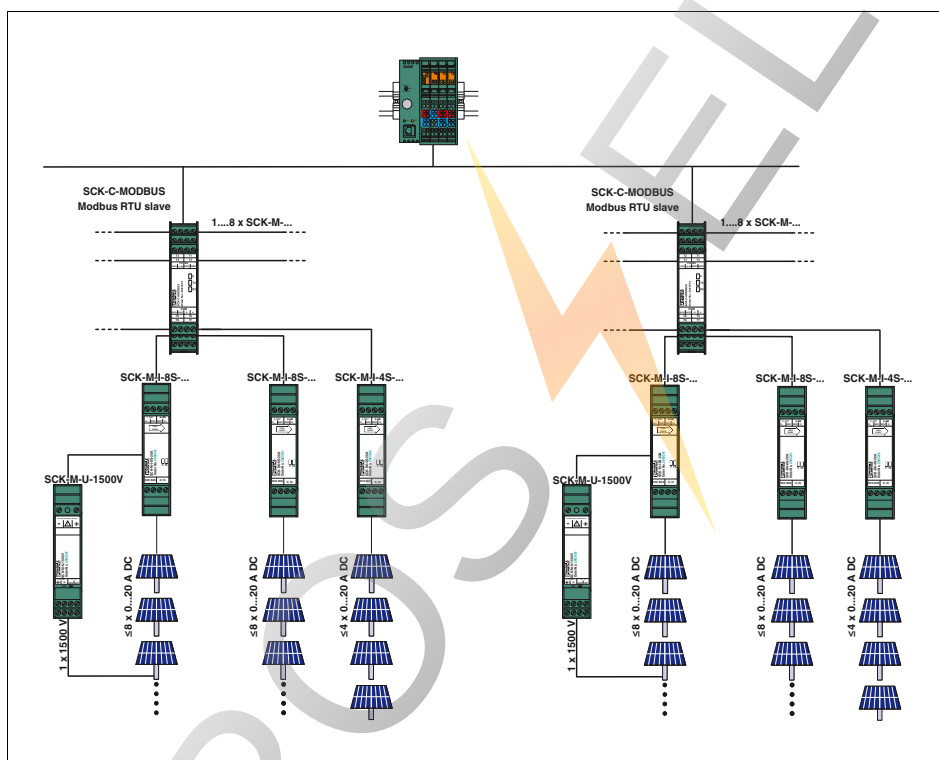 SCK-C-MODBUS
Modbus RTU slave
1....8 x SCK-M-...
SCK-M-I-8S-...
SCK-M-I-8S-...
SCK-M-I-4S-...
SCK-M-U-1500V
≤8 x 0...20 A DC
≤8 x 0...20 A DC
≤4 x 0...20 A DC
1 x 1500 V
SCK-C-MODBUS
Modbus RTU slave
1....8 x SCK-M-...
SCK-M-I-8S-...
SCK-M-I-8S-...
SCK-M-I-4S-...
SCK-M-U-1500V
≤8 x 0...20 A DC
≤8 x 0...20 A DC
≤4 x 0...20 A DC
1 x 1500 V
POS
EL